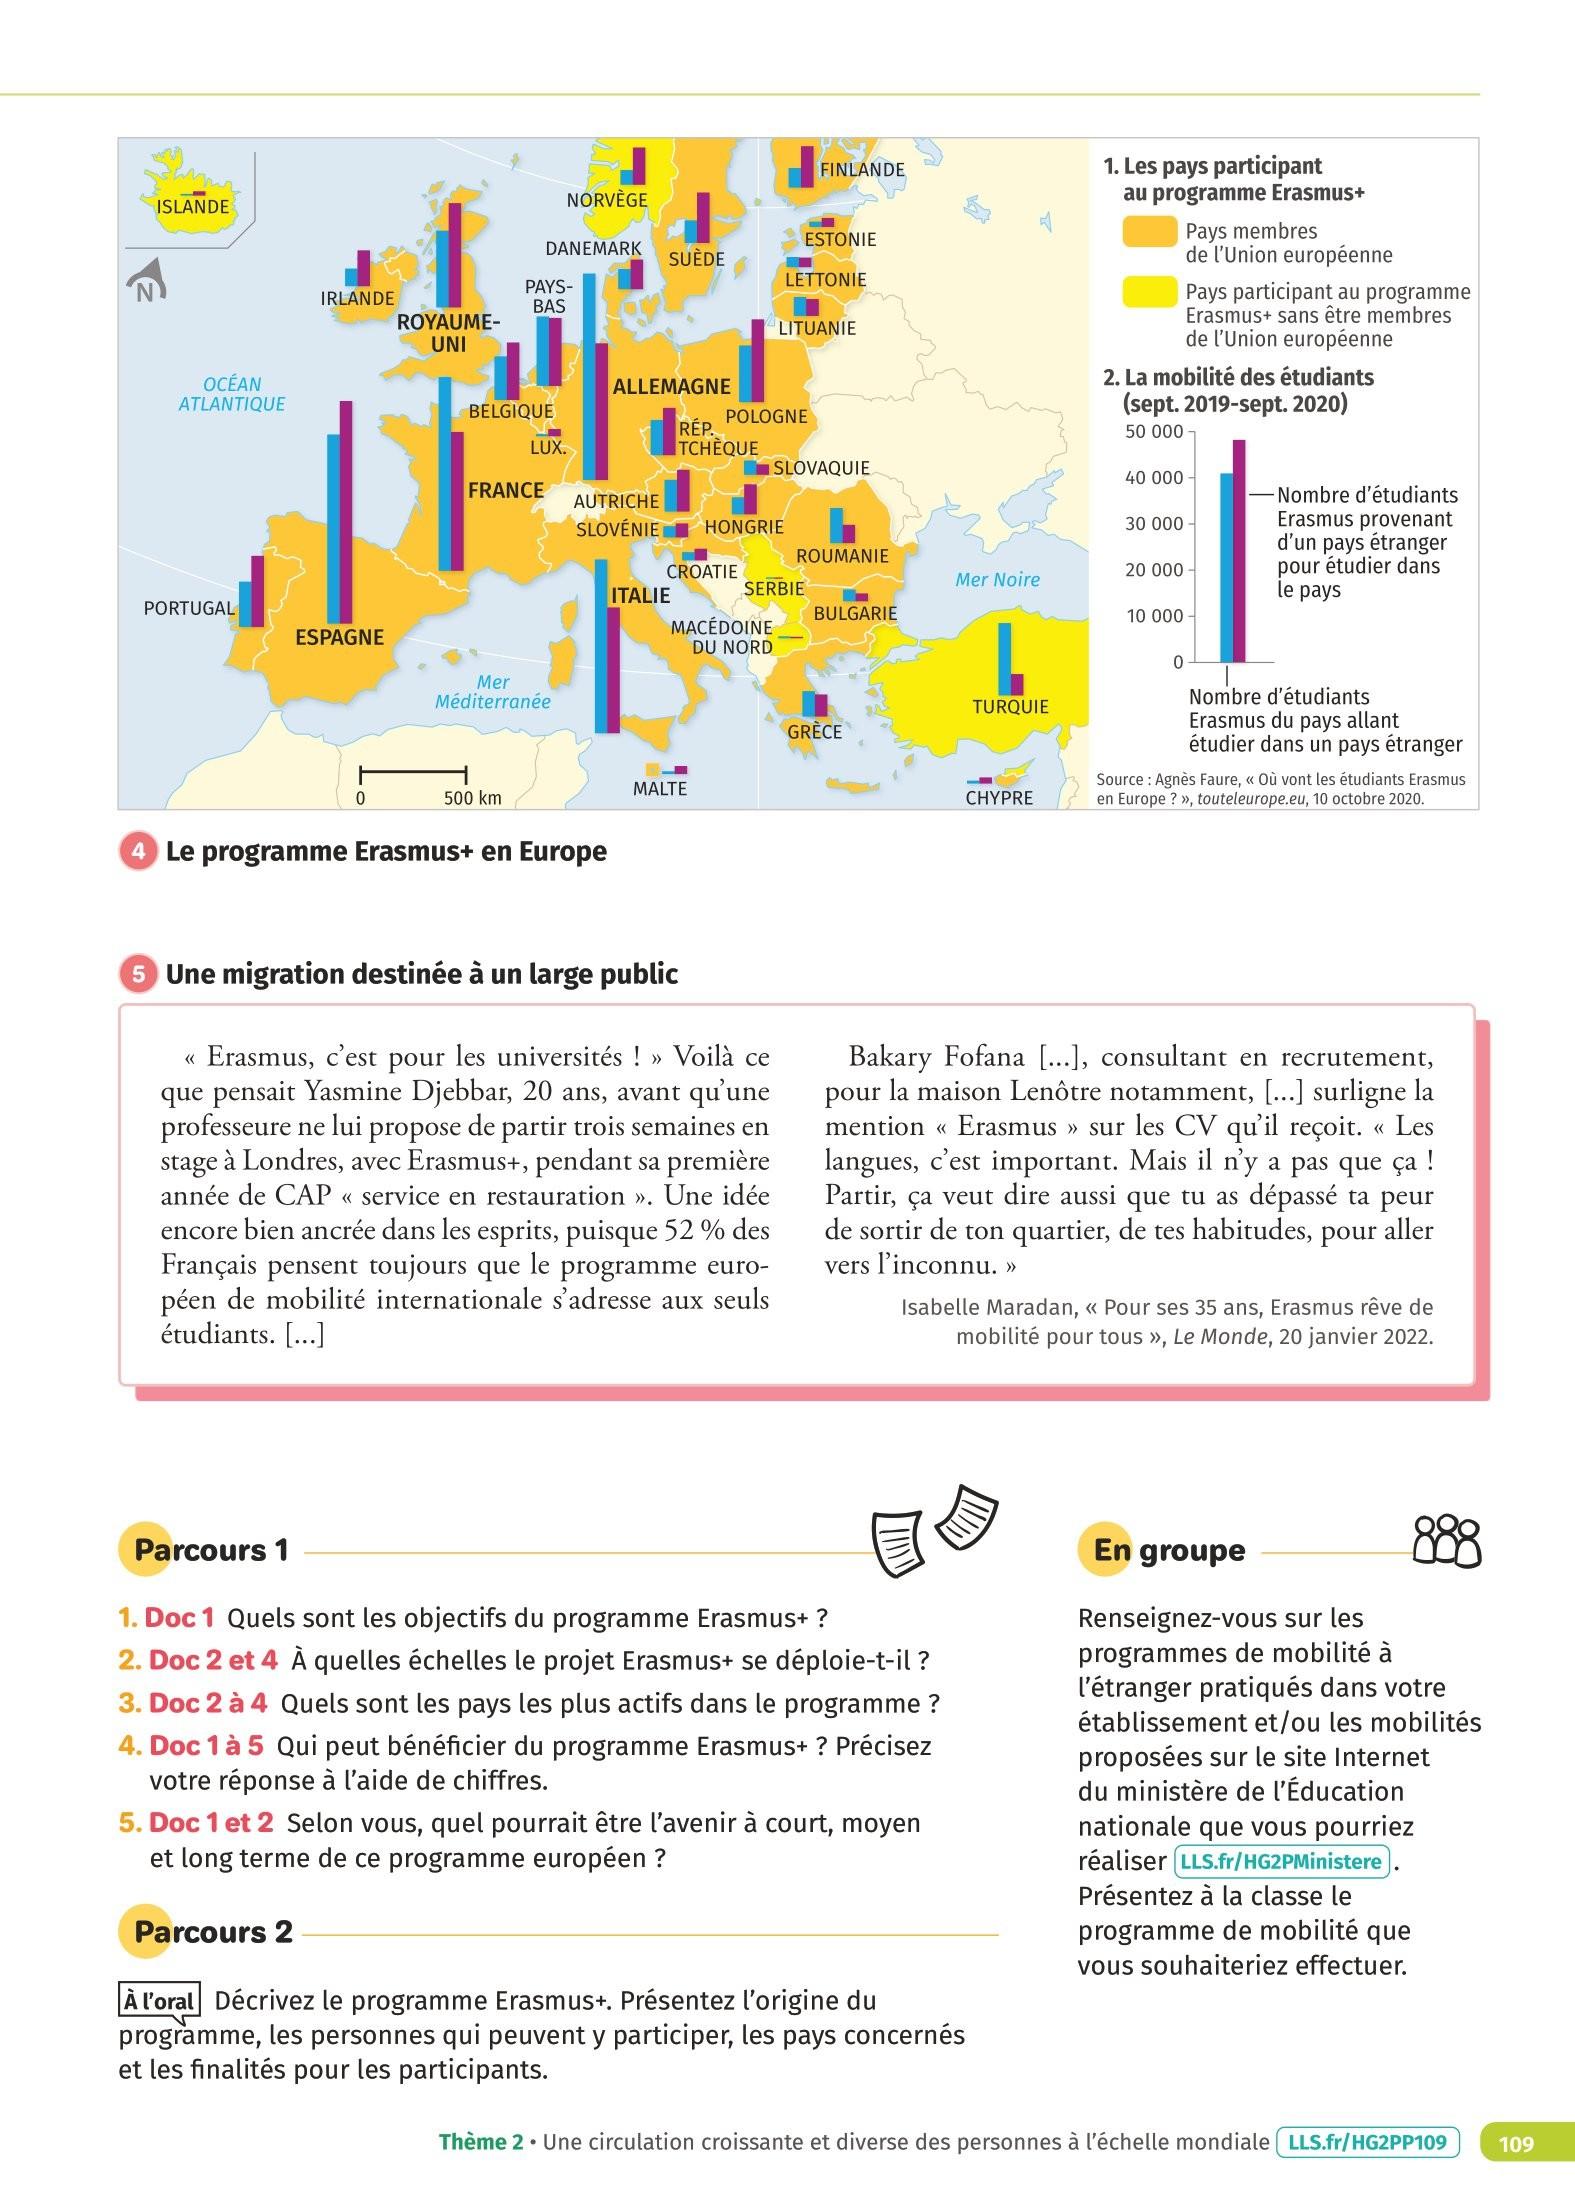 ISLANDE
N
NORVÈGE
FINLANDE
DANEMARK
SUÈDE
ESTONIE
LETTONIE
LITUANIE
IRLANDE
ROYAUME-
UNI
PAYS-
BAS
OCÉAN
ATLANTIQUE
BELGIQUE
LUX.
ALLEMAGNE
POLOGNE
RÉP.
TCHÈQUE
SLOVAQUIE
FRANCE
AUTRICHE
SLOVÉNIE
HONGRIE
CROATIE
ROUMANIE
SERBIE
BULGARIE
ITALIE
MACÉDOINE
DU NORD
Mer Noire
PORTUGAL
ESPAGNE
Mer
Méditerranée
TURQUIE
GRÈCE
MALTE
CHYPRE
0 500 km
1. Les pays participant
au programme Erasmus+
Pays membres
de l’Union européenne
Pays participant au programme
Erasmus+ sans être membres
de l’Union européenne
2. La mobilité des étudiants
(sept. 2019-sept. 2020)
50 000
40 000
30 000
20 000
10 000
0
Nombre d’étudiants
Erasmus provenant
d’un pays étranger
pour étudier dans
le pays
Nombre d’étudiants
Erasmus du pays allant
étudier dans un pays étranger
Source : Agnès Faure, « Où vont les étudiants Erasmus
en Europe ? », touteleurope.eu, 10 octobre 2020.
4 Le programme Erasmus+ en Europe
5 Une migration destinée à un large public
« Erasmus, c’est pour les universités ! » Voilà ce
que pensait Yasmine Djebbar, 20 ans, avant qu’une
professeure ne lui propose de partir trois semaines en
stage à Londres, avec Erasmus+, pendant sa première
année de CAP « service en restauration ». Une idée
encore bien ancrée dans les esprits, puisque 52 % des
Français pensent toujours que le programme euro-
péen de mobilité internationale s’adresse aux seuls
étudiants. [...]
Bakary Fofana [...], consultant en recrutement,
pour la maison Lenôtre notamment, [...] surligne la
mention « Erasmus » sur les CV qu’il reçoit. « Les
langues, c’est important. Mais il n’y a pas que ça !
Partir, ça veut dire aussi que tu as dépassé ta peur
de sortir de ton quartier, de tes habitudes, pour aller
vers l’inconnu. »
Isabelle Maradan, « Pour ses 35 ans, Erasmus rêve de
mobilité pour tous », Le Monde, 20 janvier 2022.
Parcours 1
1. Doc 1 Quels sont les objectifs du programme Erasmus+ ?
2. Doc 2 et 4 À quelles échelles le projet Erasmus+ se déploie-t-il ?
3. Doc 2 à 4 Quels sont les pays les plus actifs dans le programme ?
4. Doc 1 à 5 Qui peut bénéficier du programme Erasmus+ ? Précisez
votre réponse à l’aide de chiffres.
5. Doc 1 et 2 Selon vous, quel pourrait être l’avenir à court, moyen
et long terme de ce programme européen ?
Parcours 2
À l’oral Décrivez le programme Erasmus+. Présentez l’origine du
programme, les personnes qui peuvent y participer, les pays concernés
et les finalités pour les participants.
En groupe
Renseignez-vous sur les
programmes de mobilité à
l’étranger pratiqués dans votre
établissement et/ou les mobilités
proposées sur le site Internet
du ministère de l’Éducation
nationale que vous pourriez
réaliser LLS.fr/HG2PMinistere .
Présentez à la classe le
programme de mobilité que
vous souhaiteriez effectuer.
Thème 2 • Une circulation croissante et diverse des personnes à l’échelle mondiale LLS.fr/HG2PP109 109